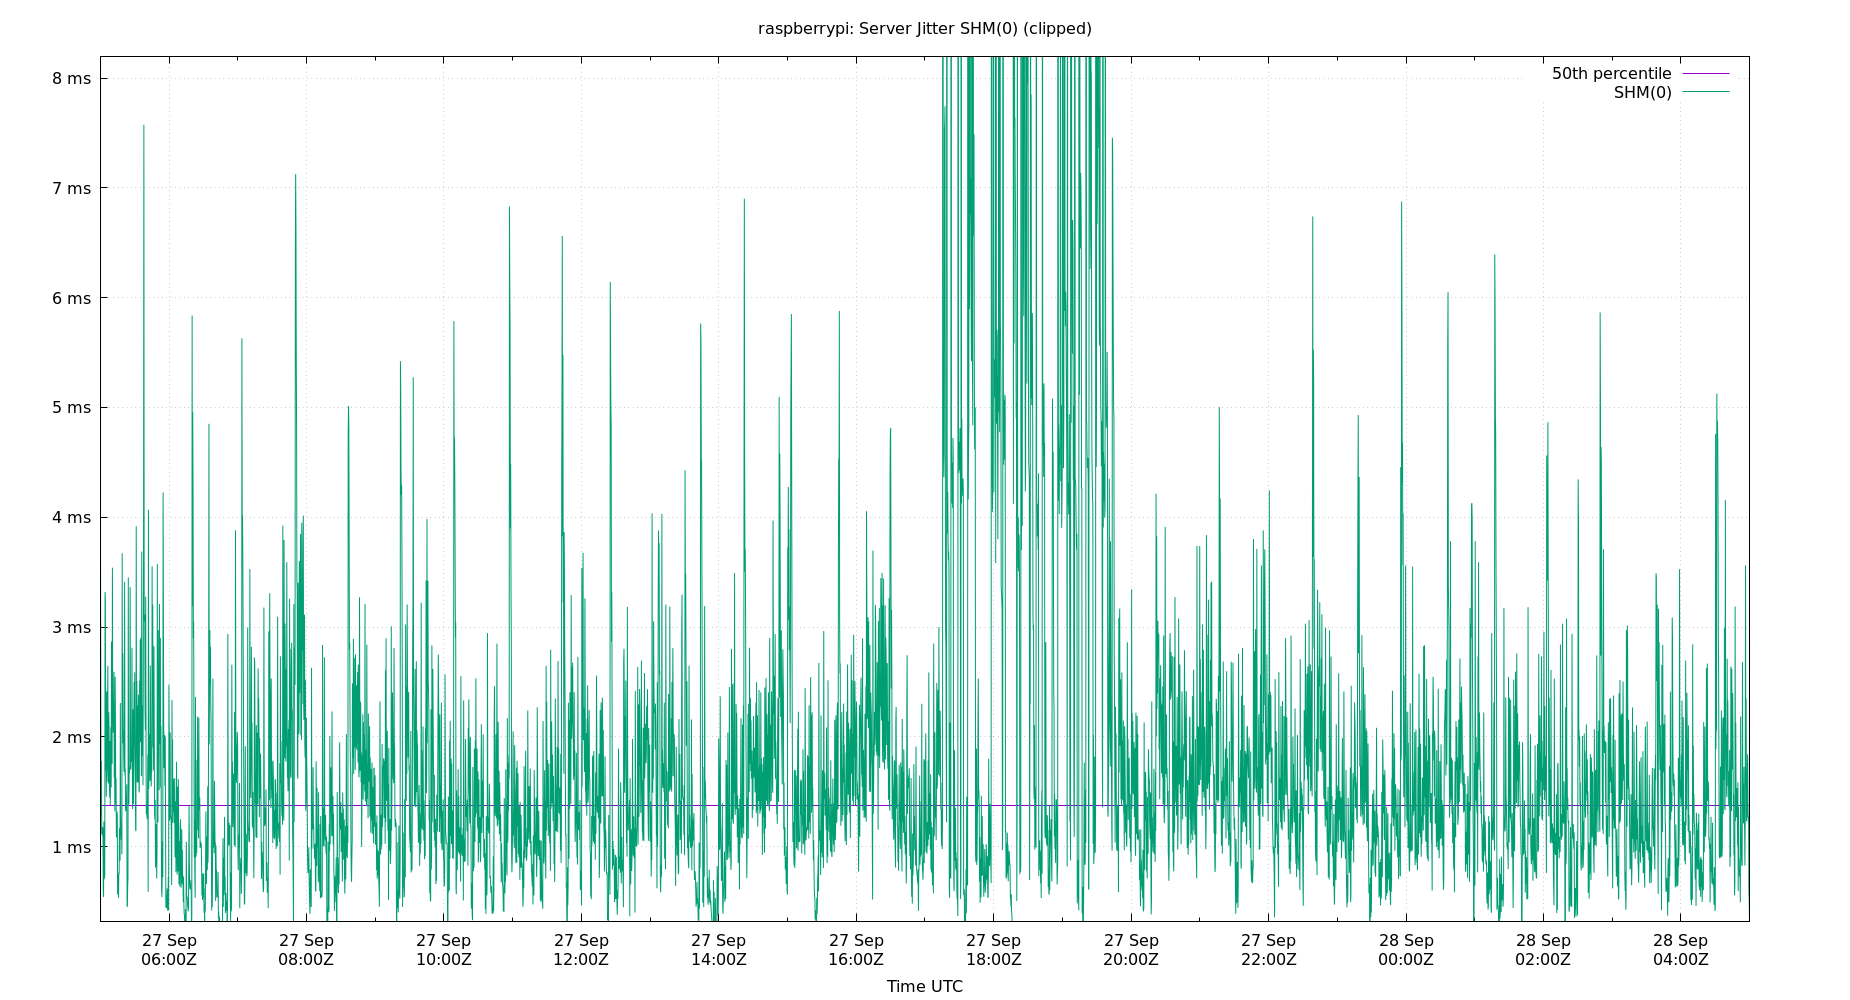 raspberrypi: Server Jitter SHM(0) (clipped)
50th percentile
SHM(0)
8 ms
7 ms
6 ms
5 ms
4 ms
3 ms
2 ms
1 ms
27 Sep 27 Sep 27 Sep 27 Sep 27 Sep 27 Sep 27 Sep 27 Sep 27 Sep 28 Sep 28 Sep 28 Sep
06:00Z 08:00Z 10:00Z 12:00Z 14:00Z 16:00Z 18:00Z 20:00Z 22:00Z 00:00Z 02:00Z 04:00Z
Time UTC